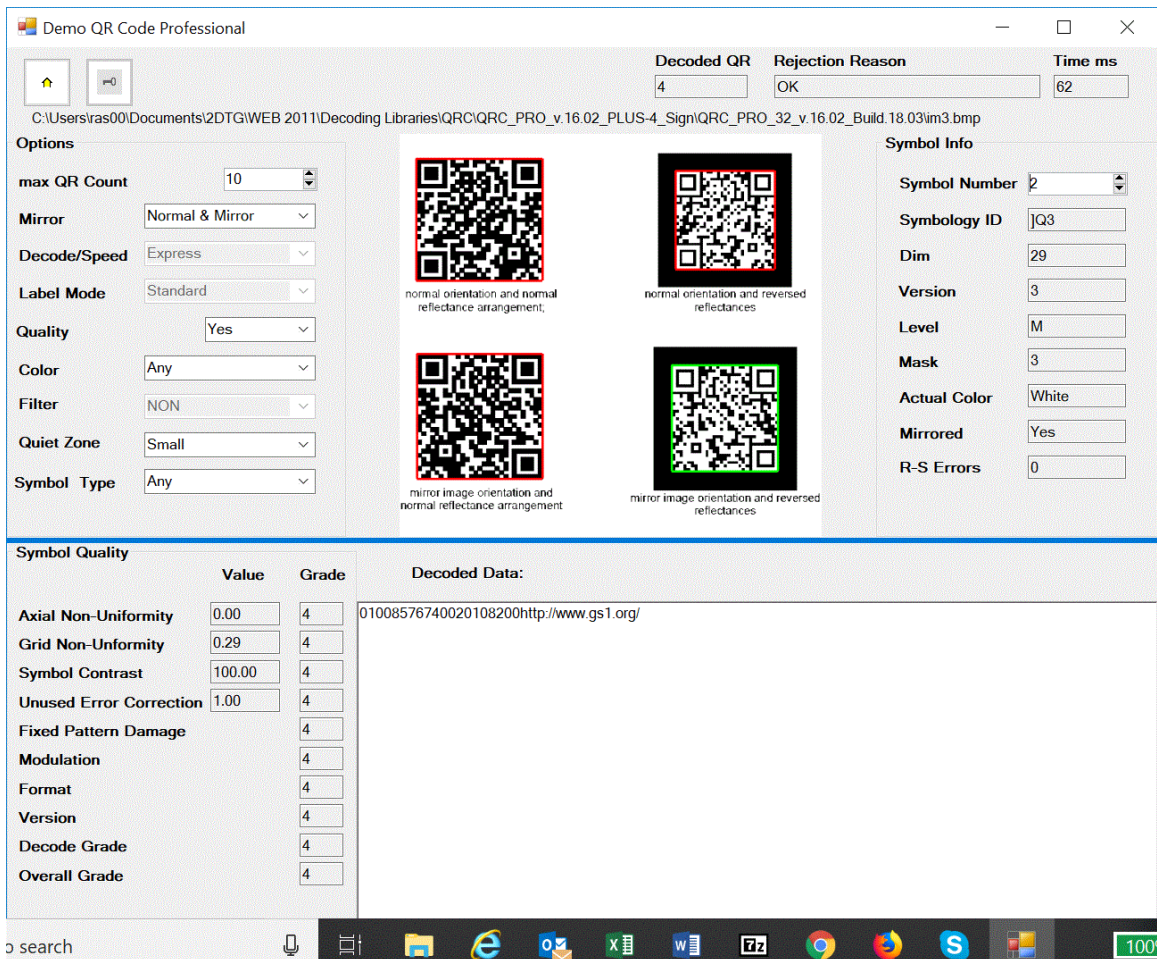 Demo QR Code Professional
Decoded QR Rejection Reason Time ms
4 OK 62
C:\Users\ras00\Documents\2DTG\WEB 2011\Decoding Libraries\QRC\QRC_PRO_v.16.02_PLUS-4_Sign\QRC_PRO_32_v.16.02_Build.18.03\im3.bmp
Options
max QR Count 10
Mirror Normal & Mirror
Decode/Speed Express
Label Mode Standard
Quality Yes
Color Any
Filter NON
Quiet Zone Small
Symbol Type Any
normal orientation and normal
reflectance arrangement;
normal orientation and reversed
reflectances
mirror image orientation and
normal reflectance arrangement
mirror image orientation and reversed
reflectances
Symbol Info
Symbol Number 2
Symbology ID ]Q3
Dim 29
Version 3
Level M
Mask 3
Actual Color White
Mirrored Yes
R-S Errors 0
Symbol Quality
Value Grade
Axial Non-Uniformity 0.00 4
Grid Non-Unformity 0.29 4
Symbol Contrast 100.00 4
Unused Error Correction 1.00 4
Fixed Pattern Damage 4
Modulation 4
Format 4
Version 4
Decode Grade 4
Overall Grade 4
Decoded Data:
01008576740020108200http://www.gs1.org/
o search
7z
100%